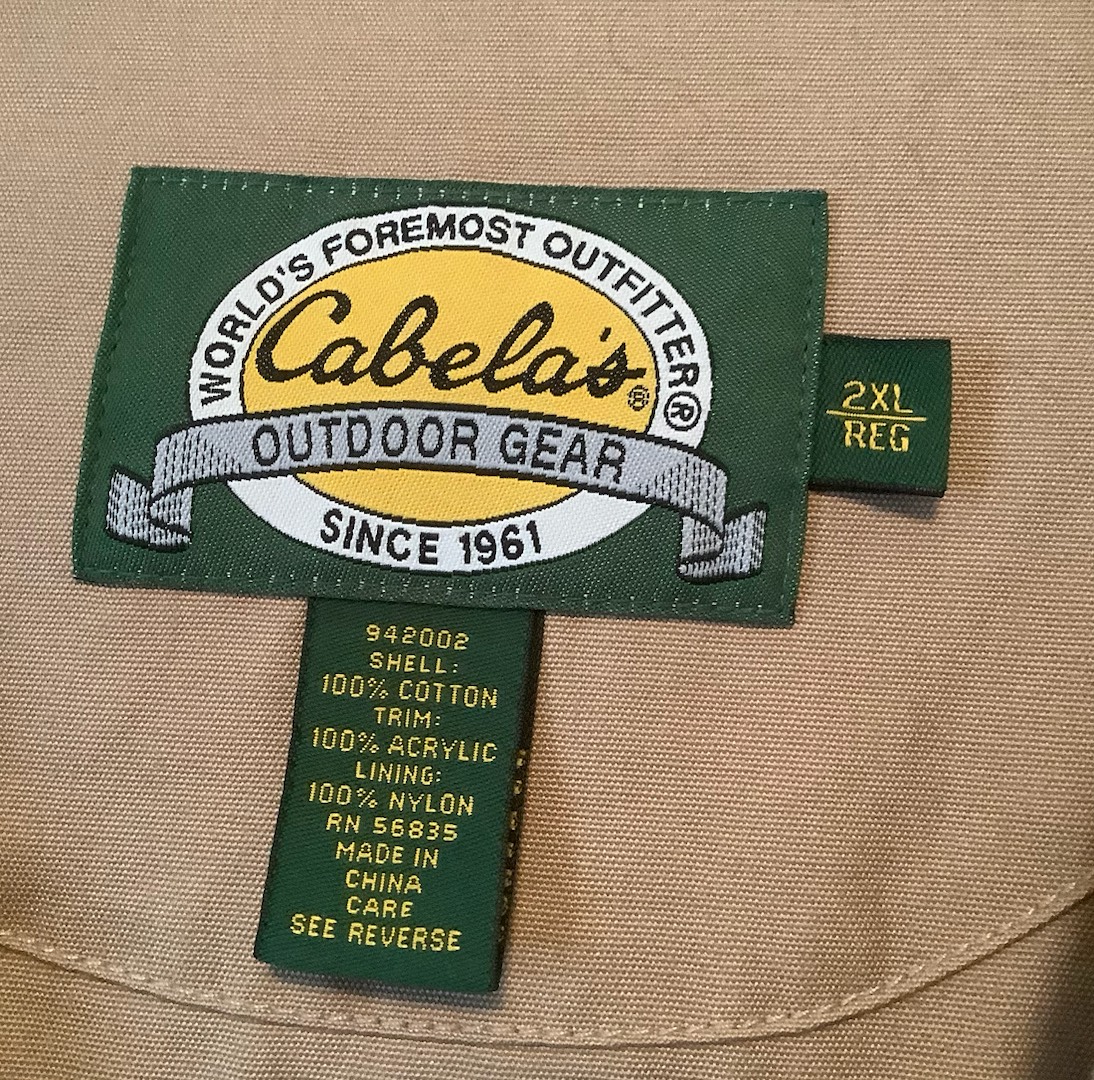 WORLD'S FOREMOST OUTFITTER®
Cabela's®
OUTDOOR GEAR
SINCE 1961
2XL
REG
942002
SHELL:
100% COTTON
TRIM:
100% ACRYLIC
LINING:
100% NYLON
RN 56835
MADE IN
CHINA
CARE
SEE REVERSE